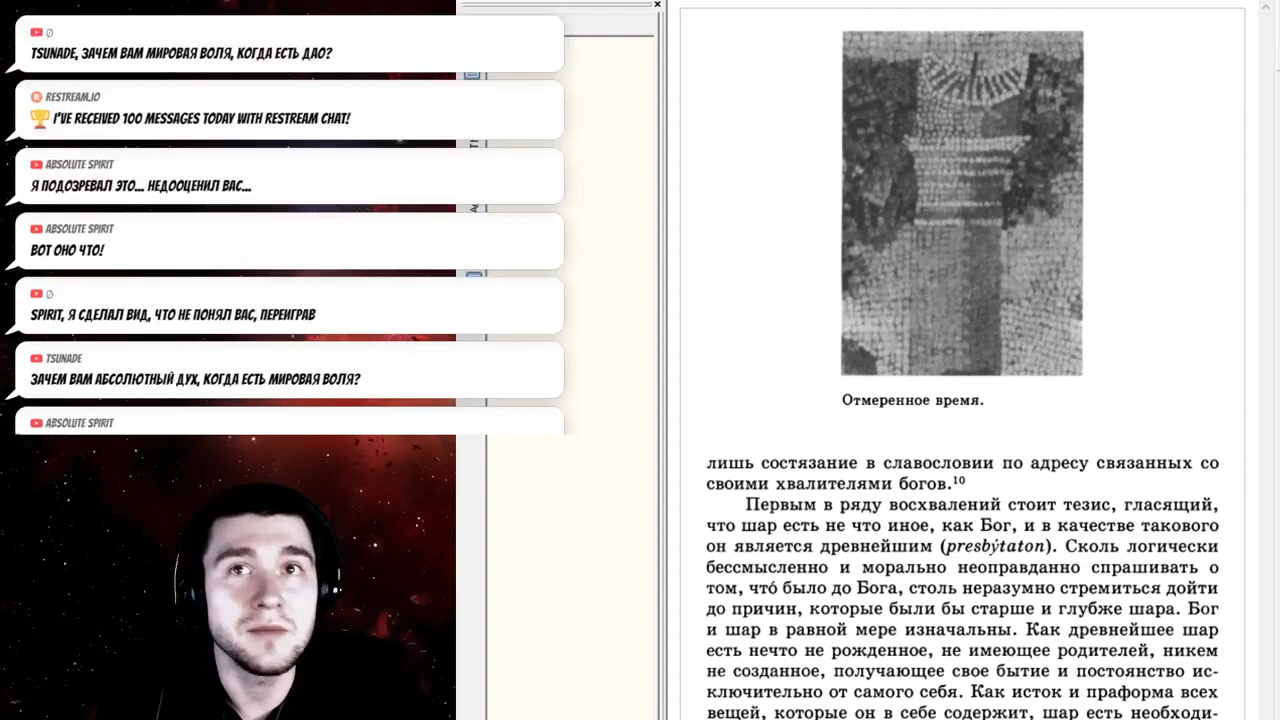 Ø
TSUNADE, ЗАЧЕМ ВАМ МИРОВАЯ ВОЛЯ, КОГДА ЕСТЬ ДАО?
RESTREAM.IO
I'VE RECEIVED 100 MESSAGES TODAY WITH RESTREAM CHAT!
ABSOLUTE SPIRIT
Я ПОДОЗРЕВАЛ ЭТО... НЕДООЦЕНИЛ ВАС...
ABSOLUTE SPIRIT
ВОТ ОНО ЧТО!
Ø
SPIRIT, Я СДЕЛАЛ ВИД, ЧТО НЕ ПОНЯЛ ВАС, ПЕРЕИГРАВ
TSUNADE
ЗАЧЕМ ВАМ АБСОЛЮТНЫЙ ДУХ, КОГДА ЕСТЬ МИРОВАЯ ВОЛЯ?
ABSOLUTE SPIRIT
Отмеренное время.
лишь состязание в славословии по адресу связанных со
своими хвалителями богов.¹⁰
Первым в ряду восхвалений стоит тезис, гласящий,
что шар есть не что иное, как Бог, и в качестве такового
он является древнейшим (presbýtaton). Сколь логически
бессмысленно и морально неоправданно спрашивать о
том, что́ было до Бога, столь неразумно стремиться дойти
до причин, которые были бы старше и глубже шара. Бог
и шар в равной мере изначальны. Как древнейшее шар
есть нечто не рожденное, не имеющее родителей, никем
не созданное, получающее свое бытие и постоянство ис-
ключительно от самого себя. Как исток и праформа всех
вещей, которые он в себе содержит, шар есть необходи-